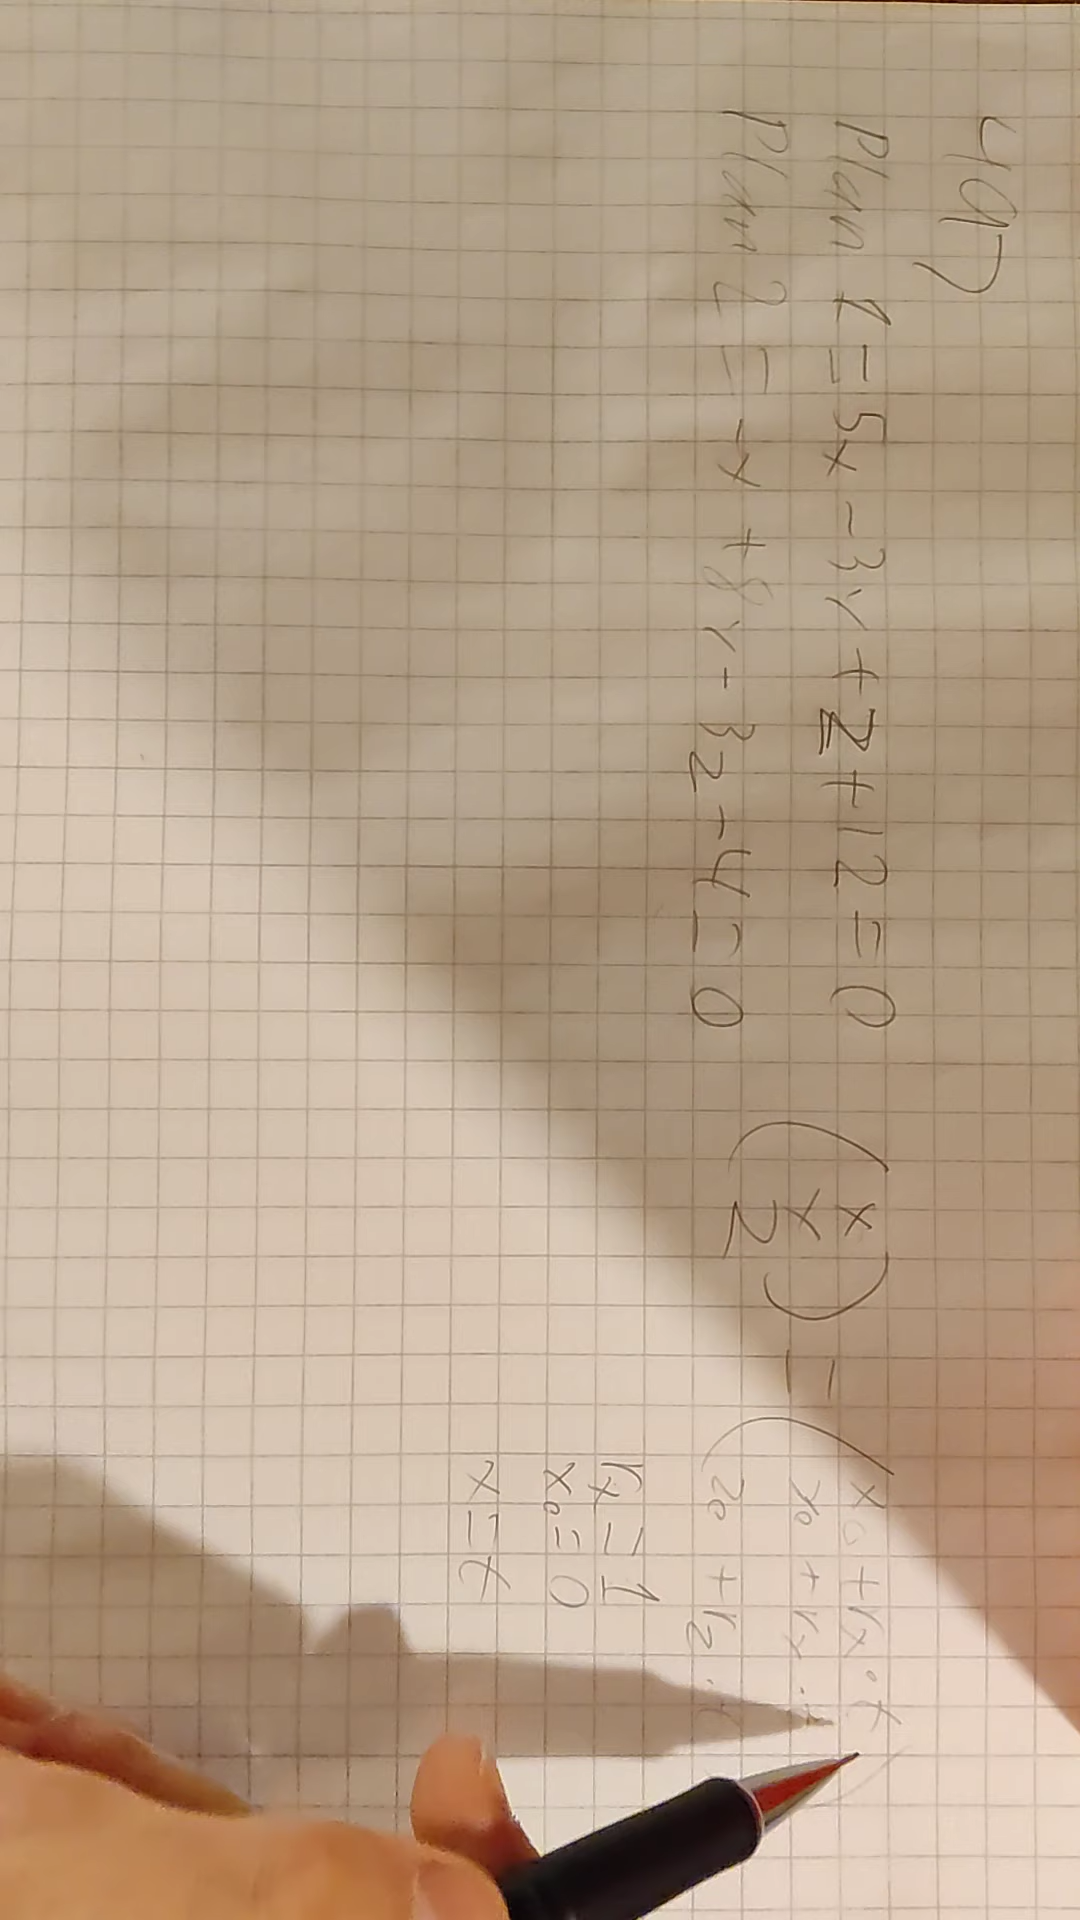 497
Plan 1 = 5x - 3y + z + 12 = 0
Plan 2 = -x + 8y - 3z - 4 = 0
(x y z) = (x0 + rx · t
y0 + ry · t
z0 + rz · t)
rx = 1
x0 = 0
x = t